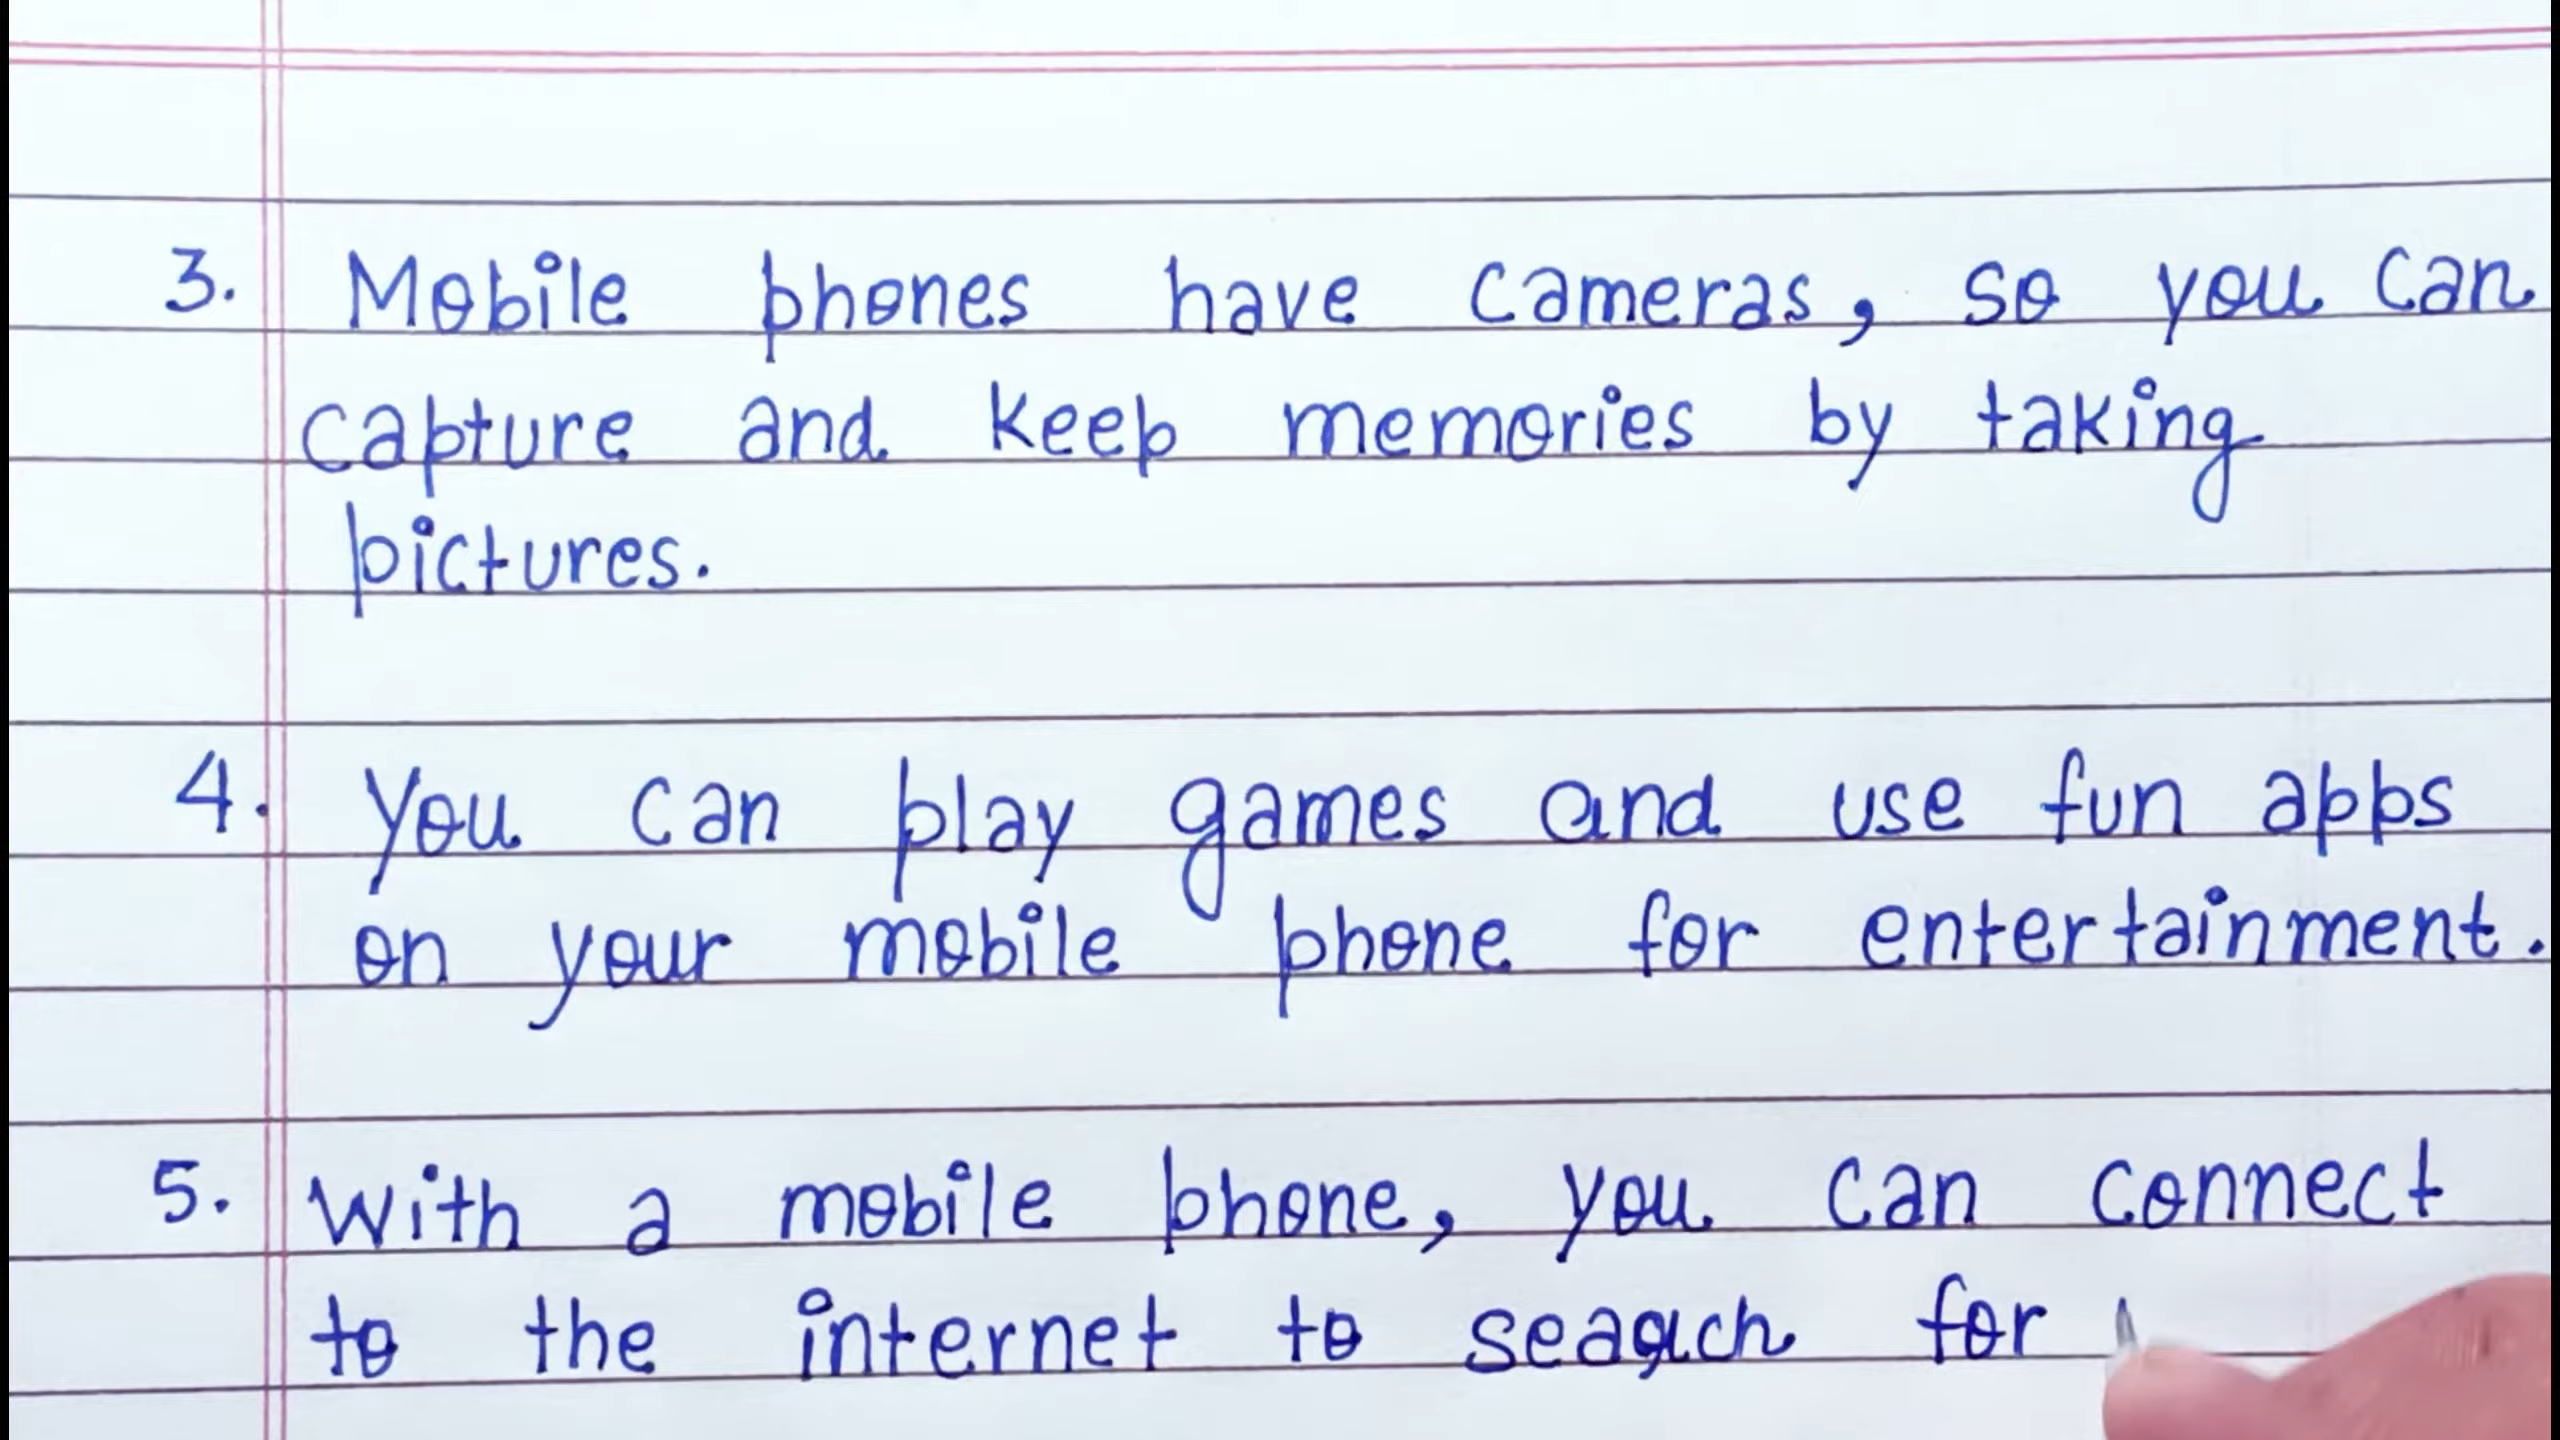 3. Mobile phones have cameras, so you can
capture and keep memories by taking
pictures.
4. You can play games and use fun apps
on your mobile phone for entertainment.
5. With a mobile phone, you can connect
to the internet to search for